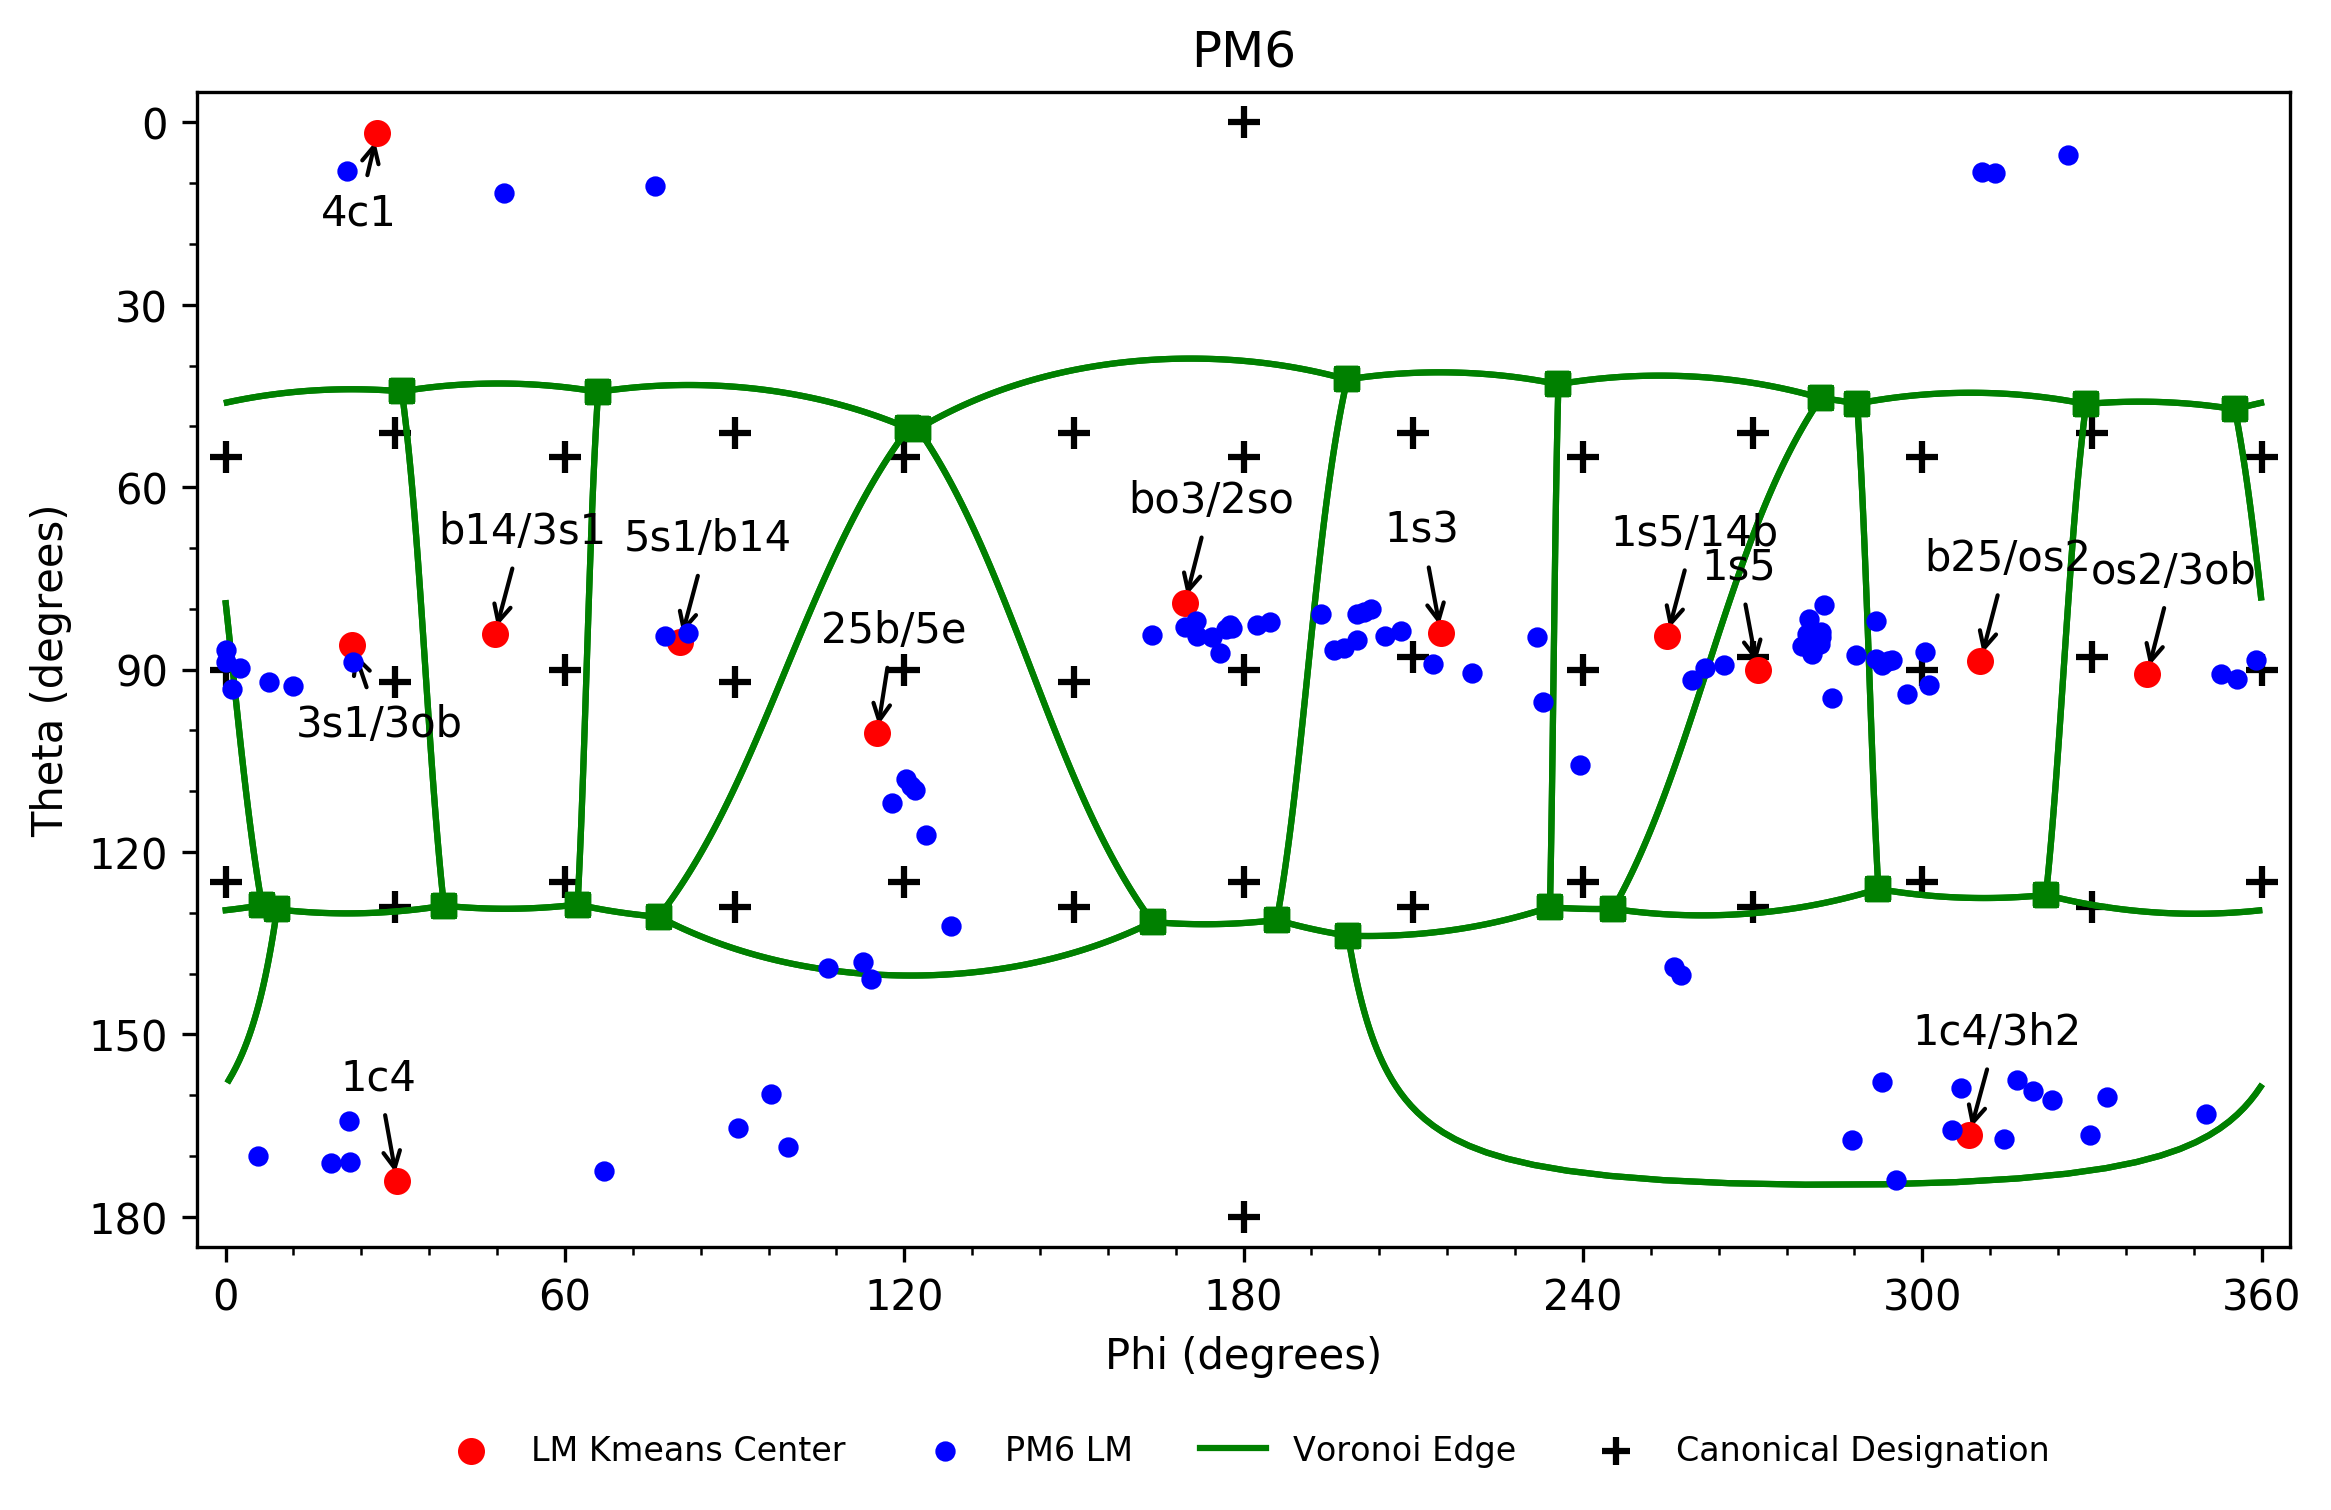 PM6
4c1
b14/3s1
5s1/b14
bo3/2so
1s3
1s5/14b
1s5
b25/os2
os2/3ob
25b/5e
3s1/3ob
1c4
1c4/3h2
Theta (degrees)
0
30
60
90
120
150
180
0 60 120 180 240 300 360
Phi (degrees)
LM Kmeans Center PM6 LM Voronoi Edge Canonical Designation